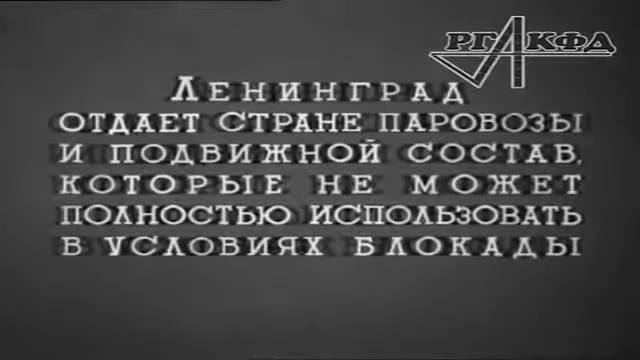 РГАКФД
Ленинград
отдает стране паровозы
и подвижной состав,
которые не может
полностью использовать
в условиях блокады